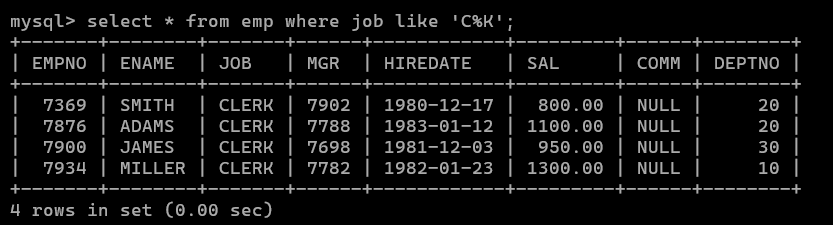 mysql> select * from emp where job like 'C%K';
+-------+--------+-------+------+------------+---------+------+--------+
| EMPNO | ENAME  | JOB   | MGR  | HIREDATE   | SAL     | COMM | DEPTNO |
+-------+--------+-------+------+------------+---------+------+--------+
|  7369 | SMITH  | CLERK | 7902 | 1980-12-17 |  800.00 | NULL |     20 |
|  7876 | ADAMS  | CLERK | 7788 | 1983-01-12 | 1100.00 | NULL |     20 |
|  7900 | JAMES  | CLERK | 7698 | 1981-12-03 |  950.00 | NULL |     30 |
|  7934 | MILLER | CLERK | 7782 | 1982-01-23 | 1300.00 | NULL |     10 |
+-------+--------+-------+------+------------+---------+------+--------+
4 rows in set (0.00 sec)